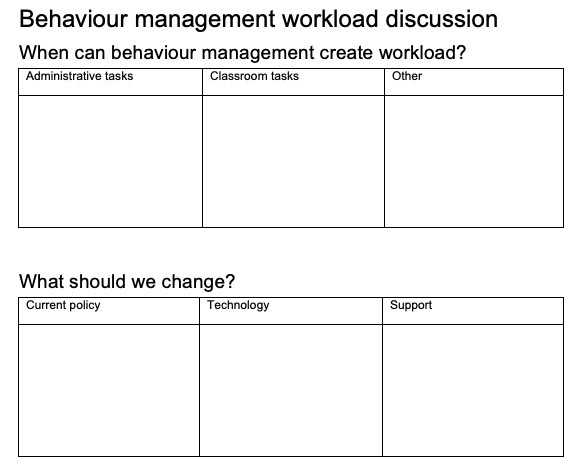 Behaviour management workload discussion
When can behaviour management create workload?
Administrative tasks Classroom tasks Other
What should we change?
Current policy Technology Support